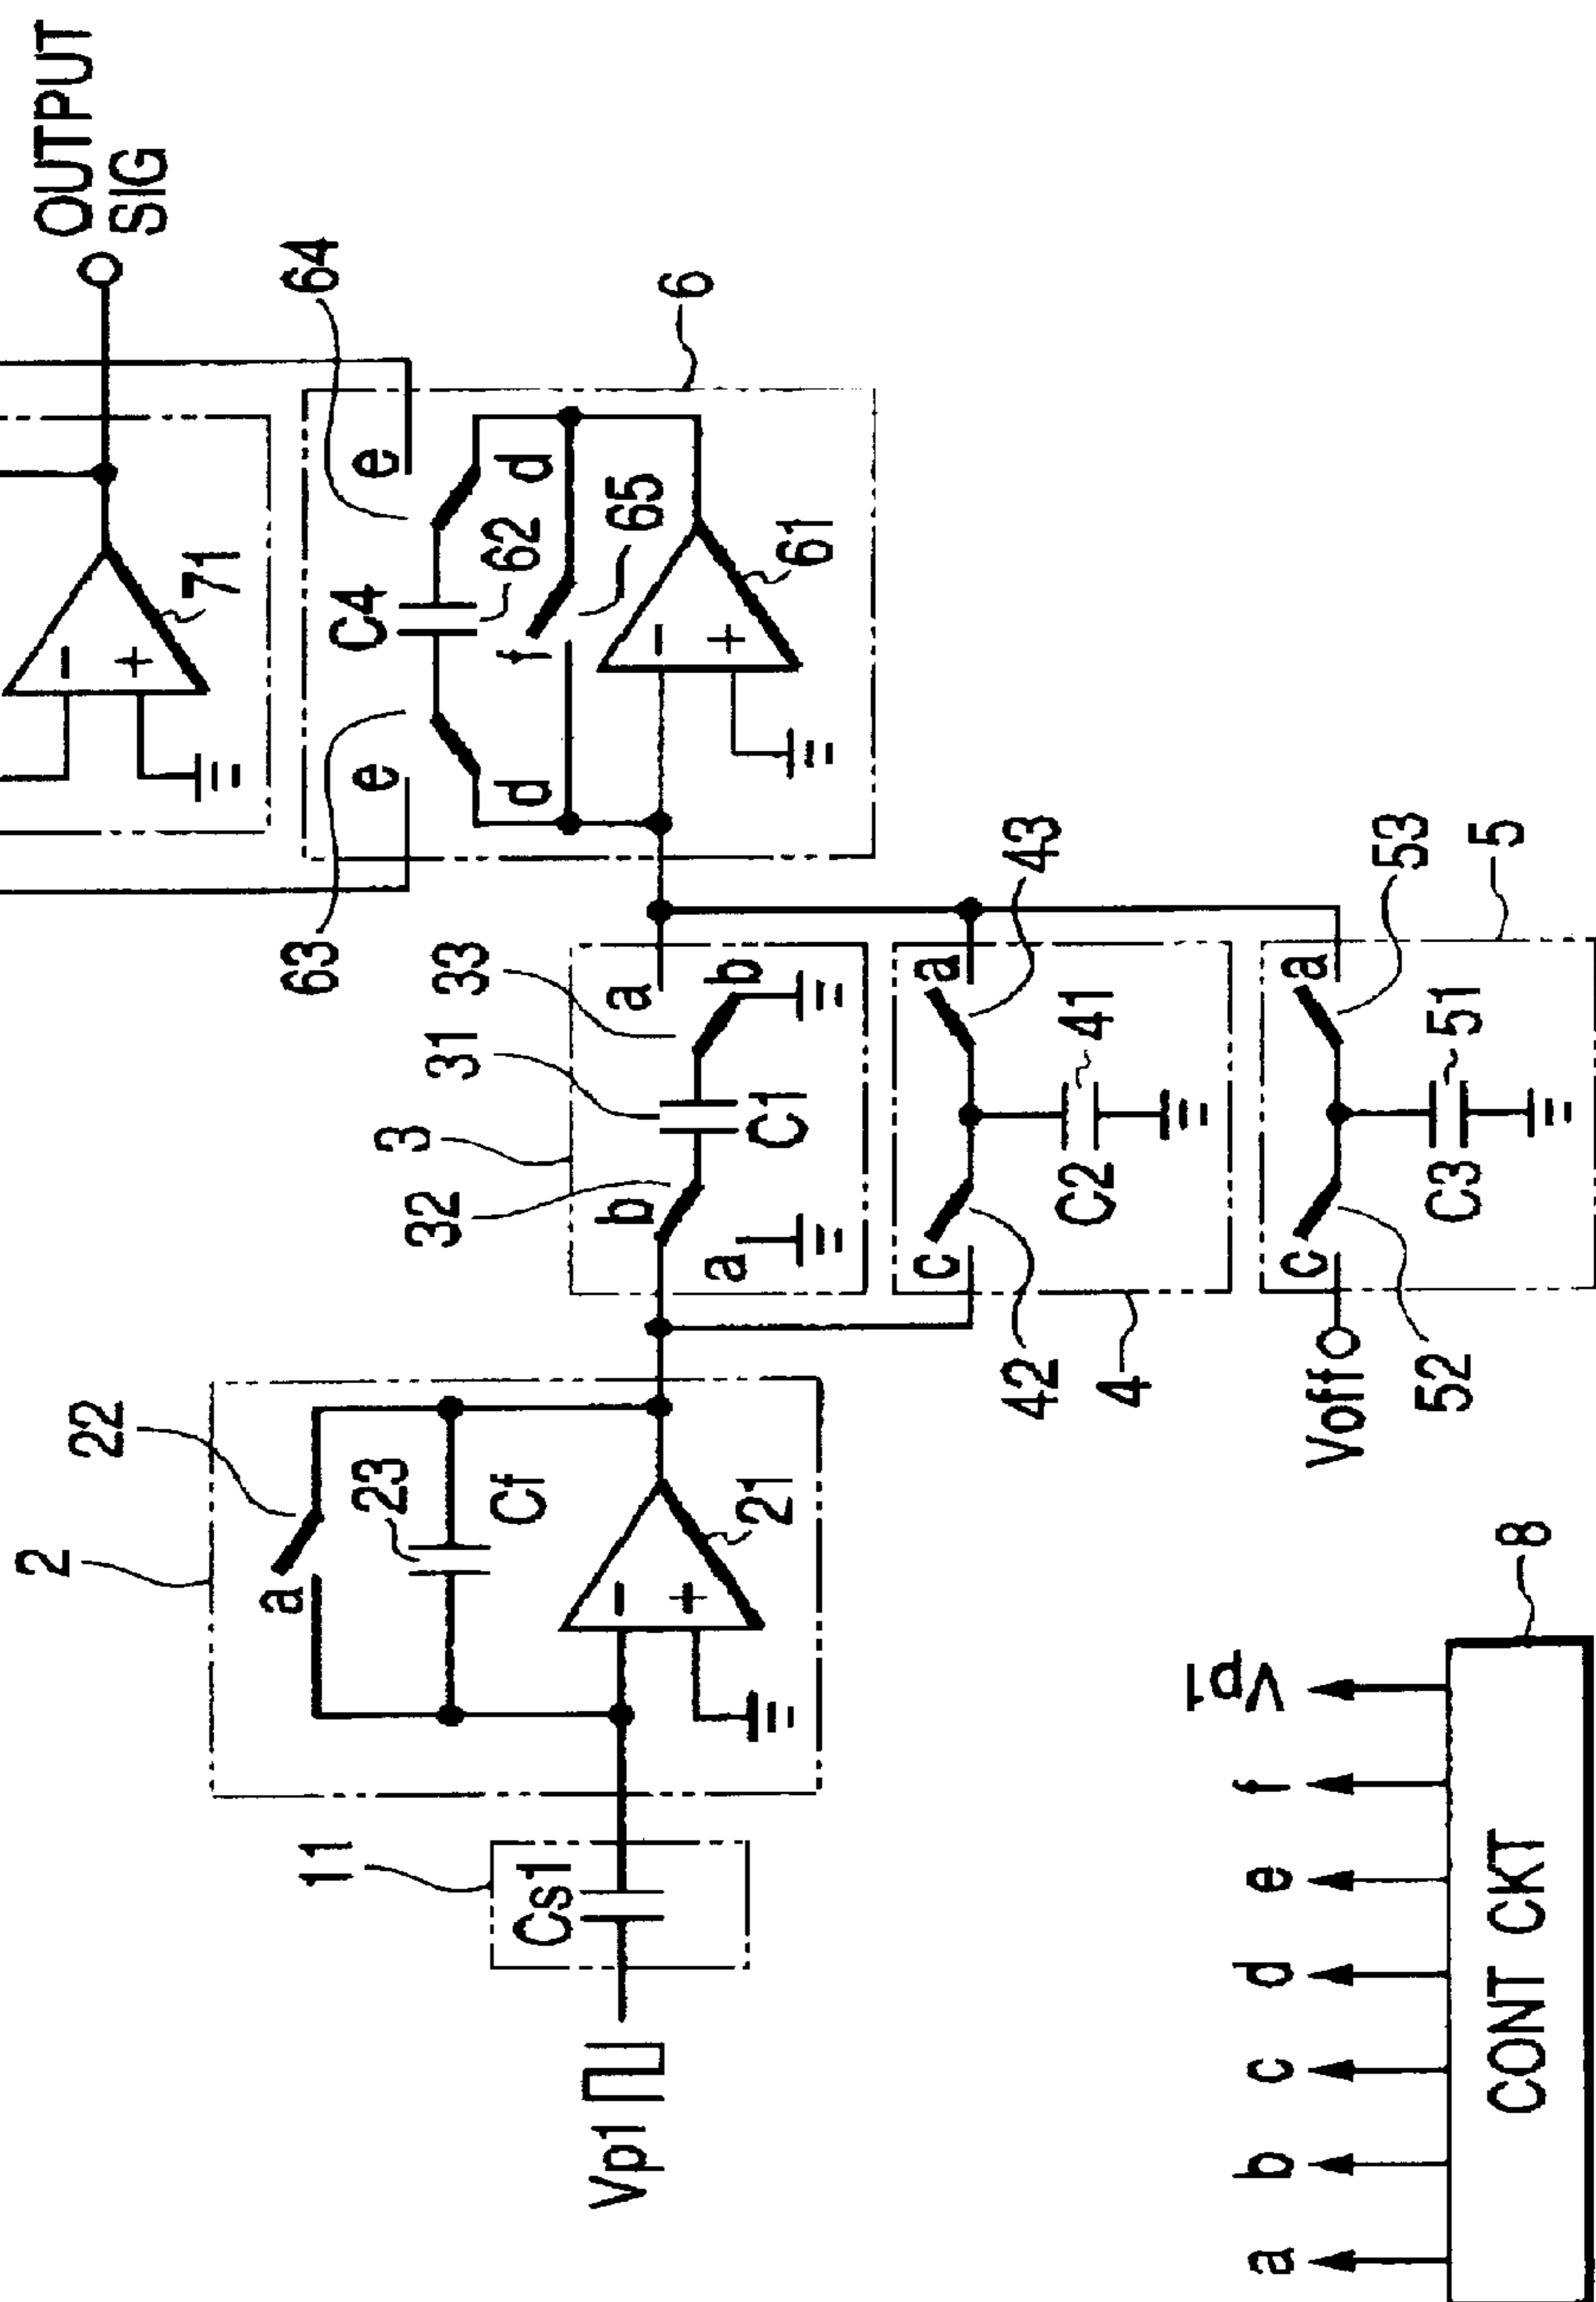 OUTPUT
SIG
71
64
6
e
d
C4
62
f
65
61
-
+
-
+
63
e
d
33
31
3
32
a
b
C1
b
a
43
a
41
C2
c
42
4
53
5
a
51
C3
c
52
Voff
2
22
a
23
Cf
21
-
+
11
Cs1
Vp1
8
a
b
c
d
e
f
Vp1
CONT CKT